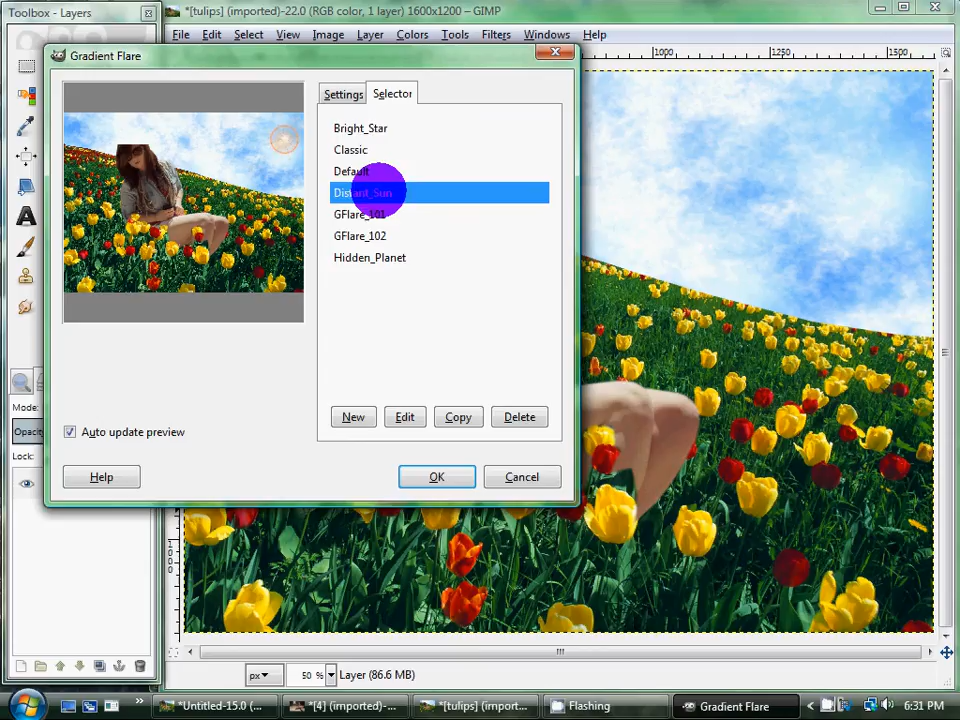 Toolbox - Layers
*[tulips] (imported)-22.0 (RGB color, 1 layer) 1600x1200 – GIMP
File Edit Select View Image Layer Colors Tools Filters Windows Help
Gradient Flare
1000 1250 1500
Settings Selector
Bright_Star
Classic
Default
Distant_Sun
GFlare_101
GFlare_102
Hidden_Planet
New Edit Copy Delete
Auto update preview
Help OK Cancel
Mode:
Opacity
Lock:
1000
px 50 % Layer (86.6 MB)
*Untitled-15.0 (... *[4] (imported)-... *[tulips] (import... Flashing Gradient Flare 6:31 PM